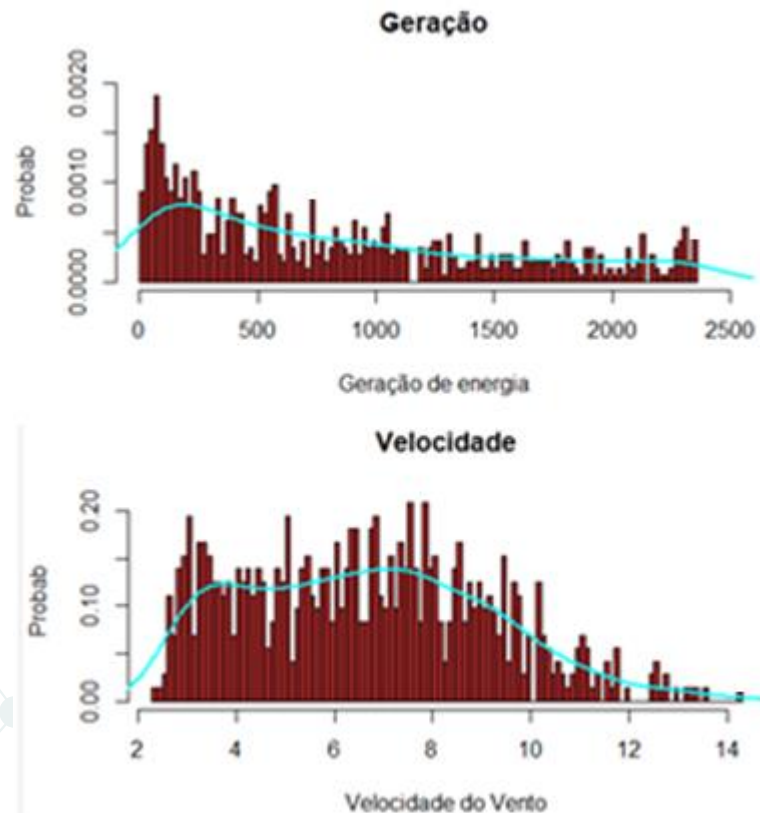 Geração
Probab
0.0020
0.0010
0.0000
0 500 1000 1500 2000 2500
Geração de energia
Velocidade
Probab
0.20
0.10
0.00
2 4 6 8 10 12 14
Velocidade do Vento